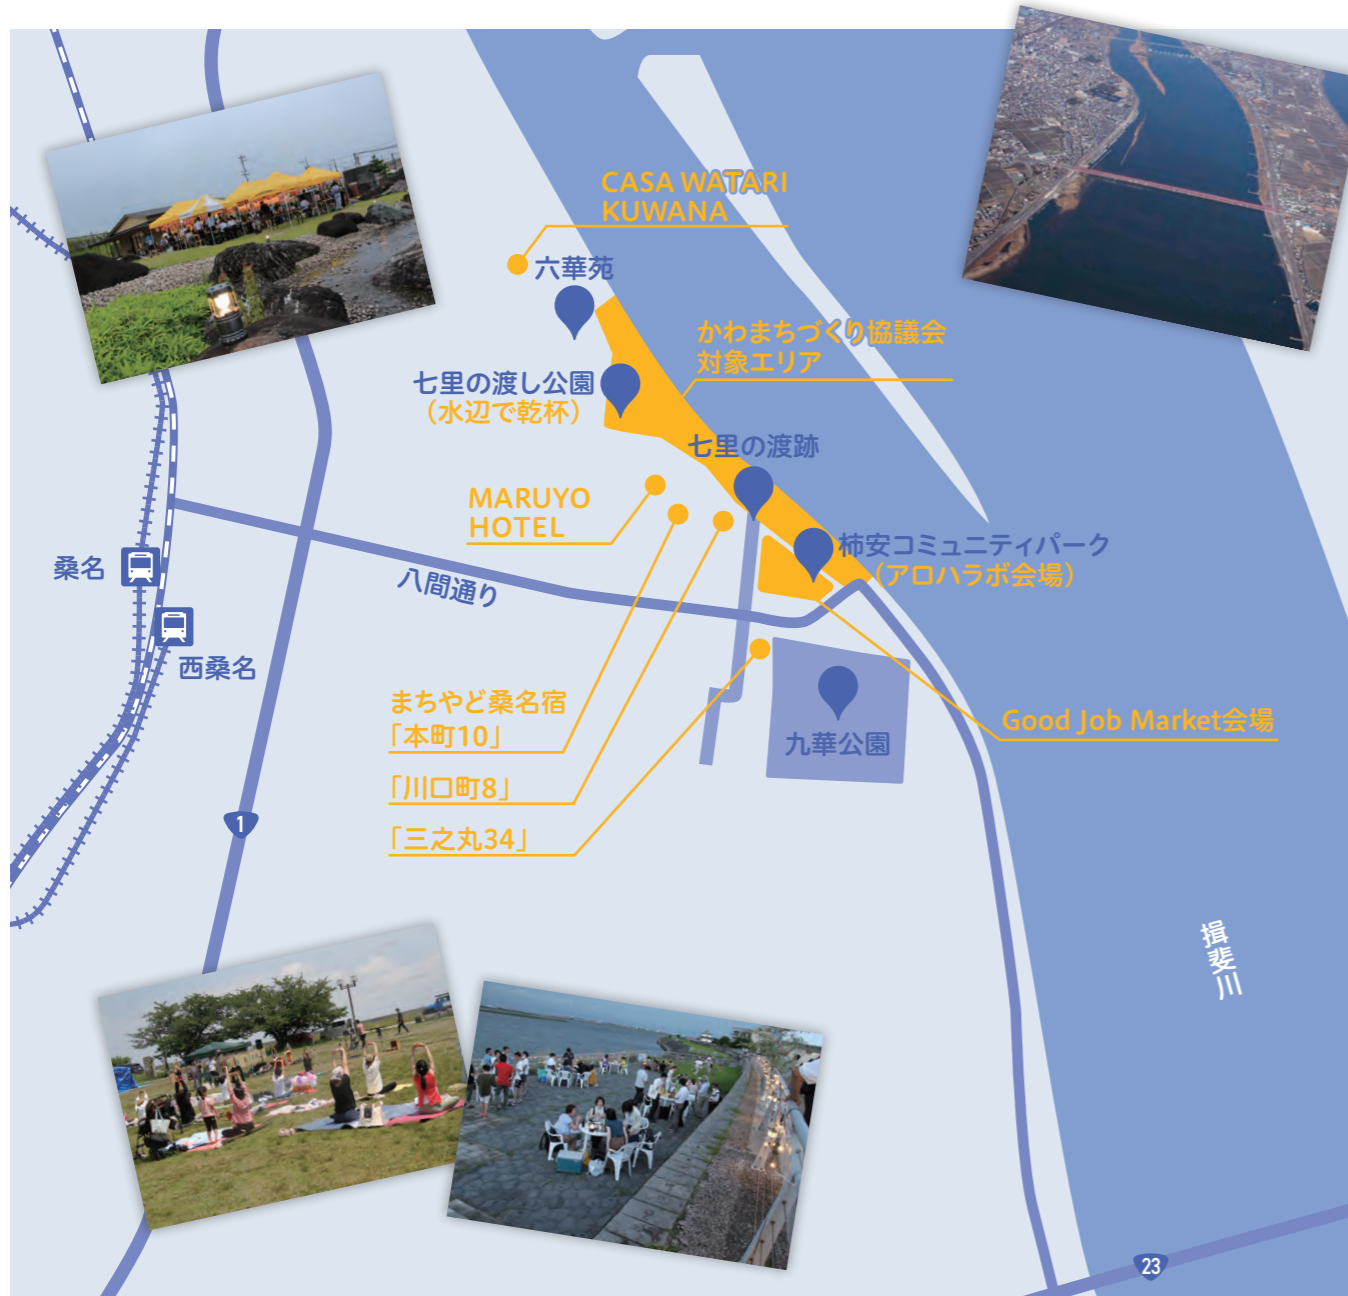 CASA WATARI
KUWANA
六華苑
かわまちづくり協議会
対象エリア
七里の渡し公園
（水辺で乾杯）
七里の渡跡
MARUYO
HOTEL
柿安コミュニティパーク
（アロハラボ会場）
桑名
八間通り
西桑名
まちやど桑名宿
「本町10」
「川口町8」
「三之丸34」
九華公園
Good Job Market会場
1
揖斐川
23